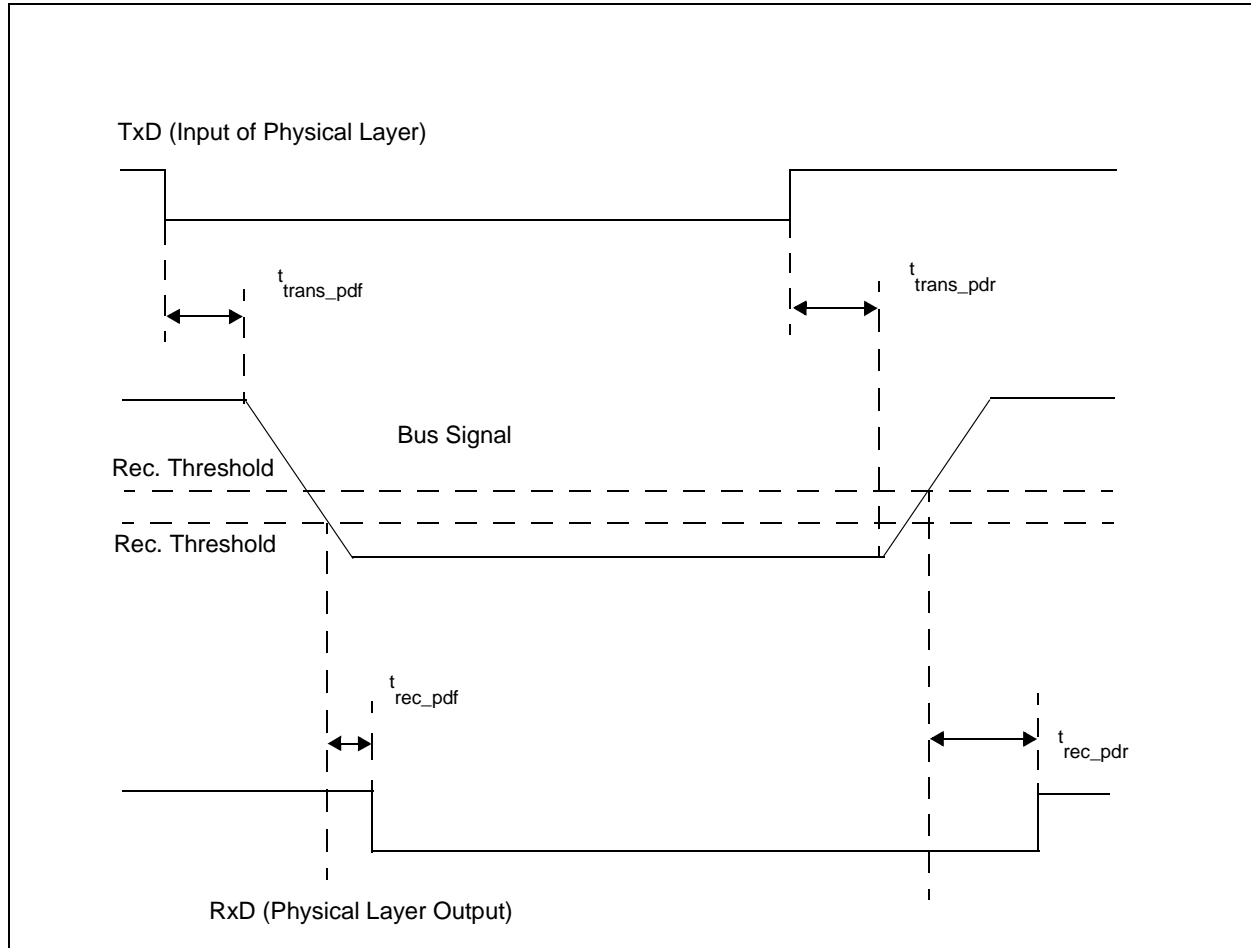 TxD (Input of Physical Layer)
t trans_pdf
t trans_pdr
Bus Signal
Rec. Threshold
Rec. Threshold
t rec_pdf
t rec_pdr
RxD (Physical Layer Output)